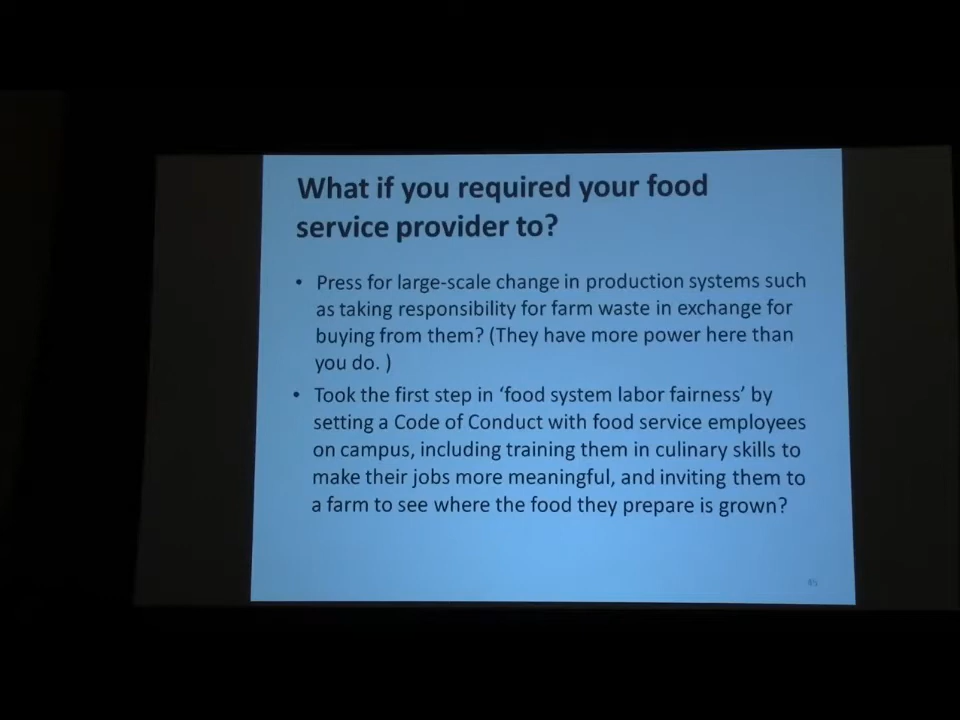 What if you required your food
service provider to?
• Press for large-scale change in production systems such
as taking responsibility for farm waste in exchange for
buying from them? (They have more power here than
you do. )
• Took the first step in ‘food system labor fairness’ by
setting a Code of Conduct with food service employees
on campus, including training them in culinary skills to
make their jobs more meaningful, and inviting them to
a farm to see where the food they prepare is grown?